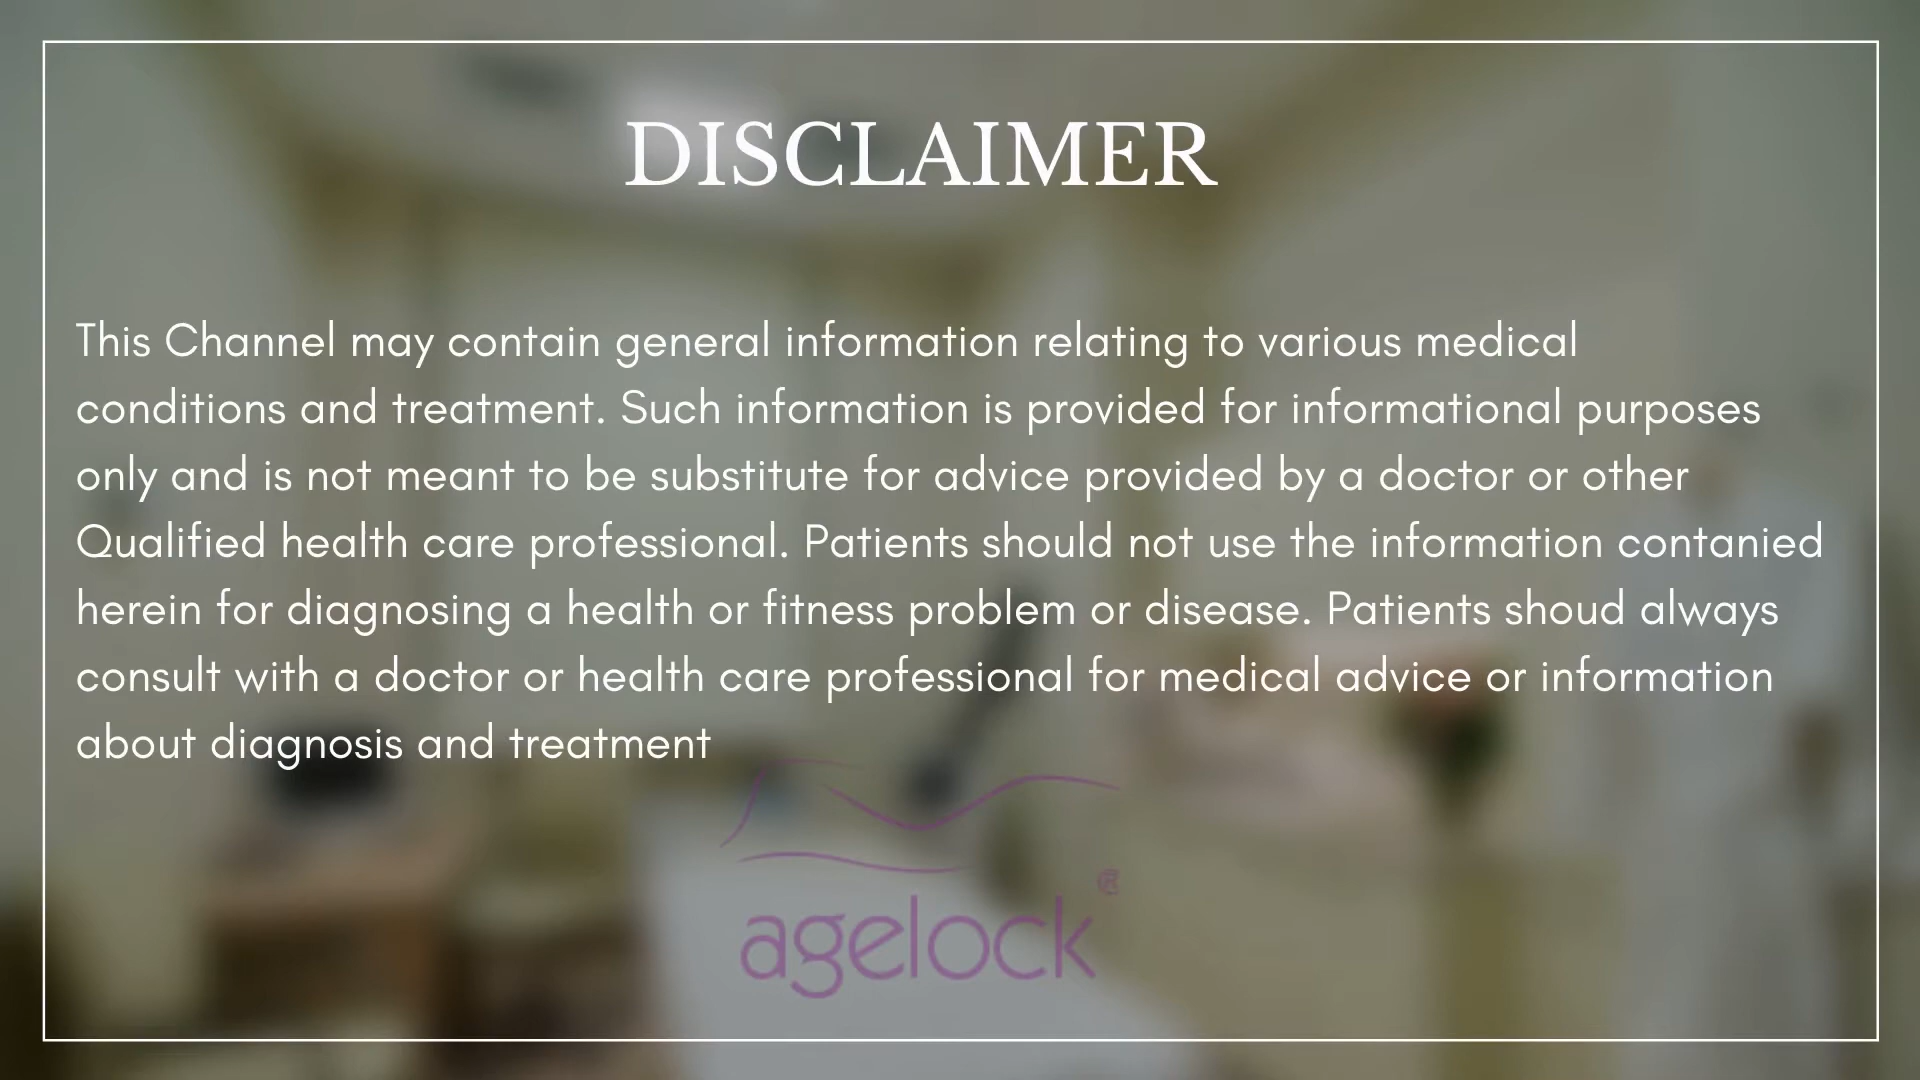 DISCLAIMER
This Channel may contain general information relating to various medical
conditions and treatment. Such information is provided for informational purposes
only and is not meant to be substitute for advice provided by a doctor or other
Qualified health care professional. Patients should not use the information contanied
herein for diagnosing a health or fitness problem or disease. Patients shoud always
consult with a doctor or health care professional for medical advice or information
about diagnosis and treatment
agelock®